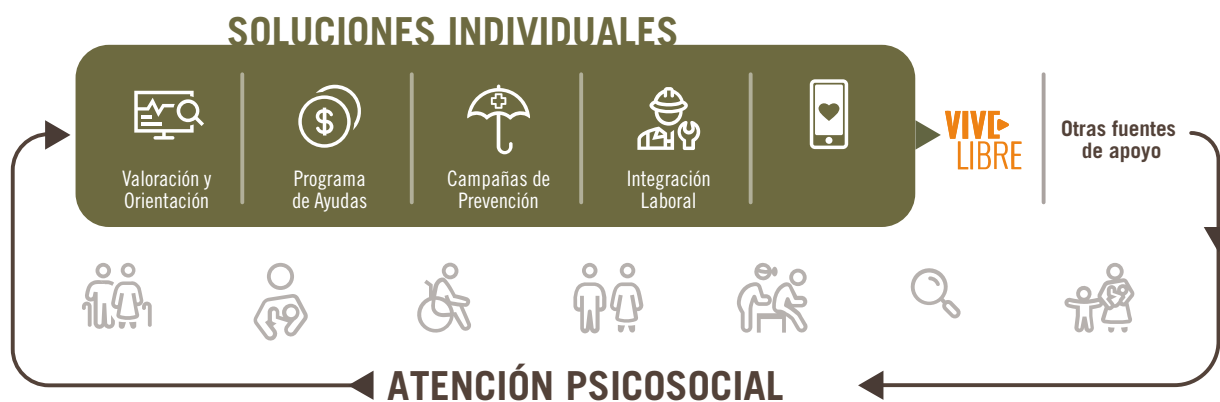 SOLUCIONES INDIVIDUALES
Valoración y
Orientación
Programa
de Ayudas
Campañas de
Prevención
Integración
Laboral
VIVE
LIBRE
Otras fuentes
de apoyo
ATENCIÓN PSICOSOCIAL